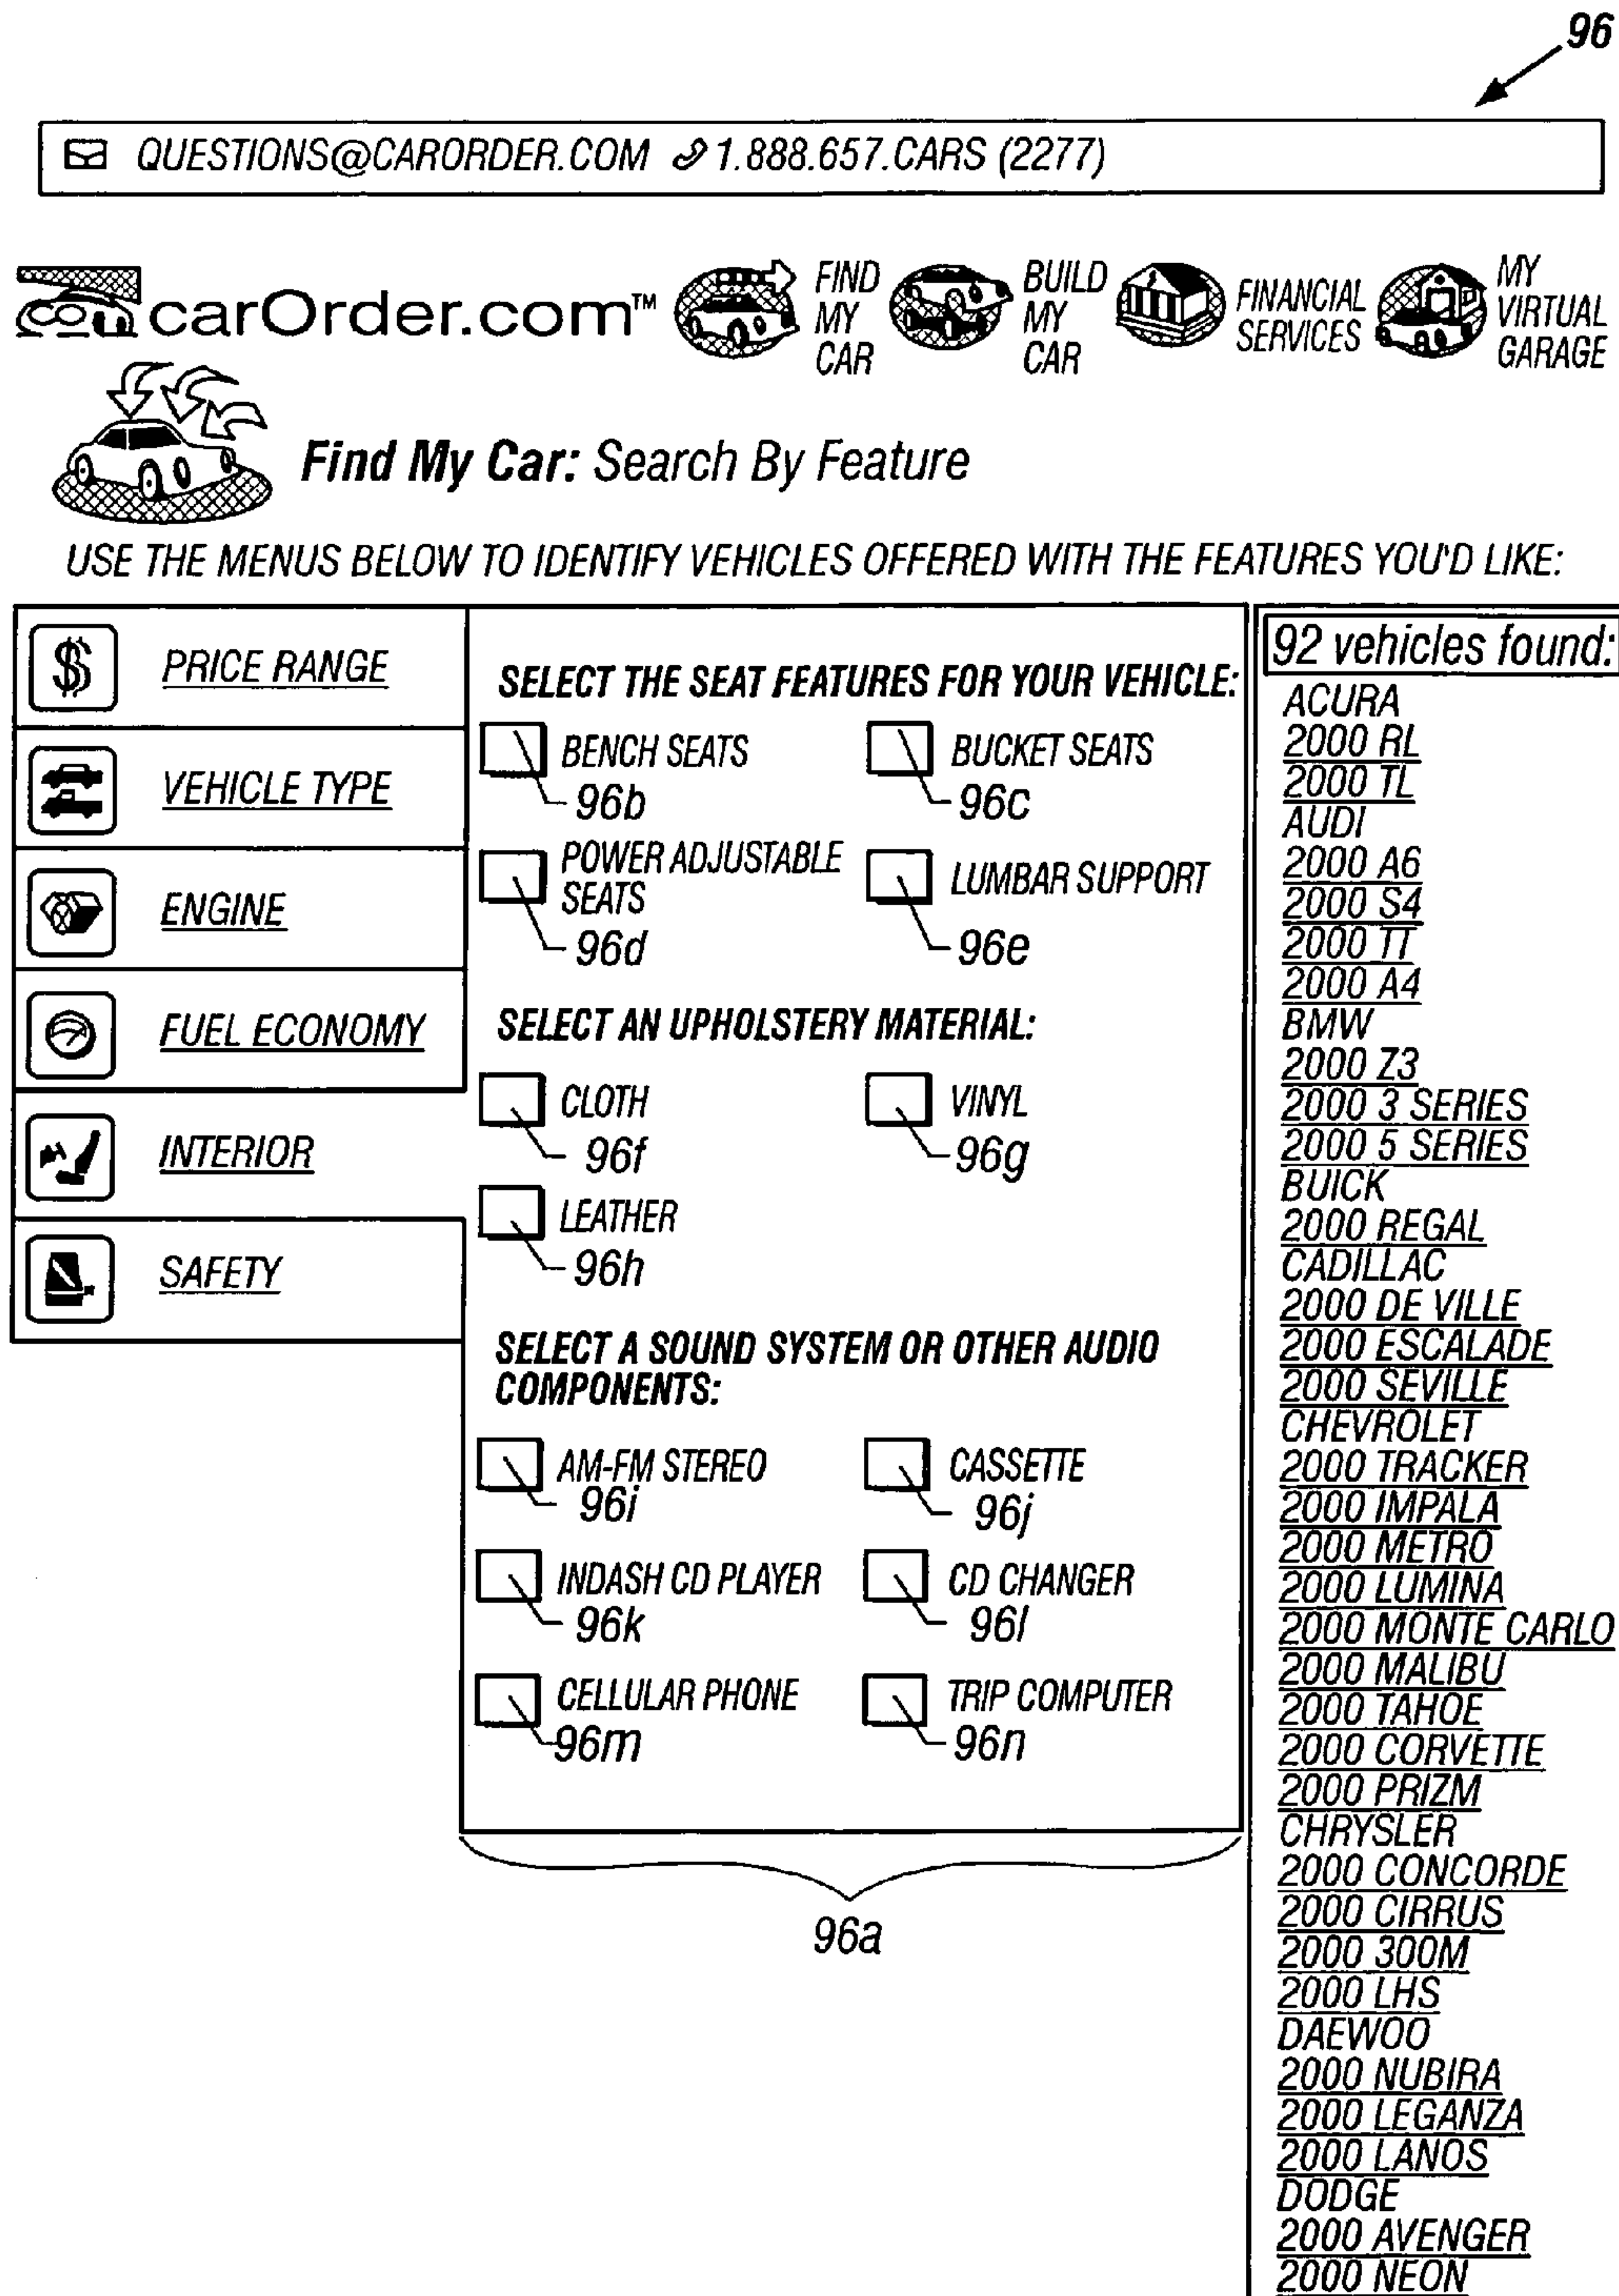 96
QUESTIONS@CARORDER.COM 1.888.657.CARS (2277)
carOrder.com™
FIND
MY
CAR
BUILD
MY
CAR
FINANCIAL
SERVICES
MY
VIRTUAL
GARAGE
Find My Car: Search By Feature
USE THE MENUS BELOW TO IDENTIFY VEHICLES OFFERED WITH THE FEATURES YOU'D LIKE:
$ PRICE RANGE
VEHICLE TYPE
ENGINE
FUEL ECONOMY
INTERIOR
SAFETY
SELECT THE SEAT FEATURES FOR YOUR VEHICLE:
BENCH SEATS
96b
BUCKET SEATS
96c
POWER ADJUSTABLE
SEATS
96d
LUMBAR SUPPORT
96e
SELECT AN UPHOLSTERY MATERIAL:
CLOTH
96f
VINYL
96g
LEATHER
96h
SELECT A SOUND SYSTEM OR OTHER AUDIO
COMPONENTS:
AM-FM STEREO
96i
CASSETTE
96j
INDASH CD PLAYER
96k
CD CHANGER
96l
CELLULAR PHONE
96m
TRIP COMPUTER
96n
96a
92 vehicles found:
ACURA
2000 RL
2000 TL
AUDI
2000 A6
2000 S4
2000 TT
2000 A4
BMW
2000 Z3
2000 3 SERIES
2000 5 SERIES
BUICK
2000 REGAL
CADILLAC
2000 DE VILLE
2000 ESCALADE
2000 SEVILLE
CHEVROLET
2000 TRACKER
2000 IMPALA
2000 METRO
2000 LUMINA
2000 MONTE CARLO
2000 MALIBU
2000 TAHOE
2000 CORVETTE
2000 PRIZM
CHRYSLER
2000 CONCORDE
2000 CIRRUS
2000 300M
2000 LHS
DAEWOO
2000 NUBIRA
2000 LEGANZA
2000 LANOS
DODGE
2000 AVENGER
2000 NEON